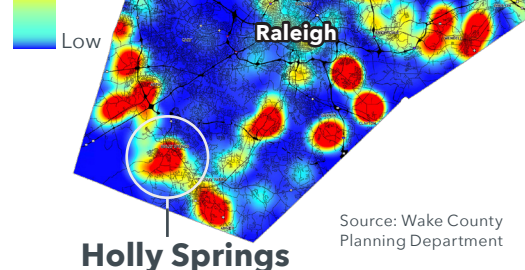 Raleigh
Low
Source: Wake County
Planning Department
Holly Springs